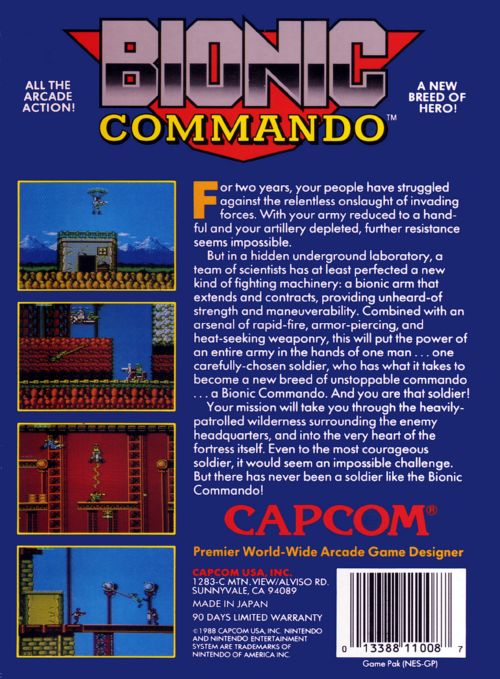 BIONIC
COMMANDO™
ALL THE
ARCADE
ACTION!
A NEW
BREED OF
HERO!
For two years, your people have struggled
against the relentless onslaught of invading
forces. With your army reduced to a hand-
ful and your artillery depleted, further resistance
seems impossible.
But in a hidden underground laboratory, a
team of scientists has at least perfected a new
kind of fighting machinery: a bionic arm that
extends and contracts, providing unheard-of
strength and maneuverability. Combined with an
arsenal of rapid-fire, armor-piercing, and
heat-seeking weaponry, this will put the power of
an entire army in the hands of one man . . . one
carefully-chosen soldier, who has what it takes to
become a new breed of unstoppable commando
. . . a Bionic Commando. And you are that soldier!
Your mission will take you through the heavily-
patrolled wilderness surrounding the enemy
headquarters, and into the very heart of the
fortress itself. Even to the most courageous
soldier, it would seem an impossible challenge.
But there has never been a soldier like the Bionic
Commando!
CAPCOM®
Premier World-Wide Arcade Game Designer
CAPCOM USA, INC.
1283-C MTN. VIEW/ALVISO RD.
SUNNYVALE, CA 94089
MADE IN JAPAN
90 DAYS LIMITED WARRANTY
©1988 CAPCOM USA, INC. NINTENDO
AND NINTENDO ENTERTAINMENT
SYSTEM ARE TRADEMARKS OF
NINTENDO OF AMERICA INC.
0 13388 11008 7
Game Pak (NES-GP)